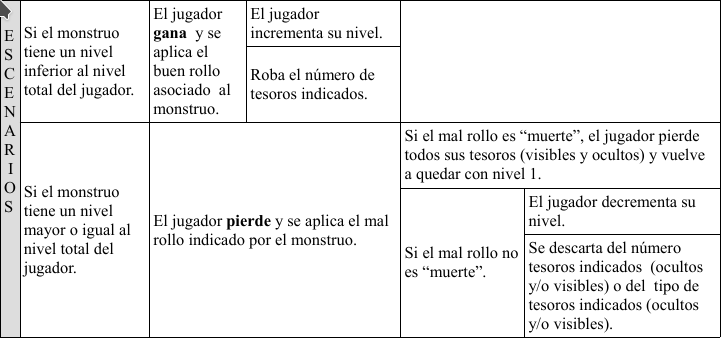 E
S
C
E
N
A
R
I
O
S
Si el monstruo
tiene un nivel
inferior al nivel
total del jugador.
El jugador
gana y se
aplica el
buen rollo
asociado al
monstruo.
El jugador
incrementa su nivel.
Roba el número de
tesoros indicados.
Si el monstruo
tiene un nivel
mayor o igual al
nivel total del
jugador.
El jugador pierde y se aplica el mal
rollo indicado por el monstruo.
Si el mal rollo es “muerte”, el jugador pierde
todos sus tesoros (visibles y ocultos) y vuelve
a quedar con nivel 1.
Si el mal rollo no
es “muerte”.
El jugador decrementa su
nivel.
Se descarta del número
tesoros indicados (ocultos
y/o visibles) o del tipo de
tesoros indicados (ocultos
y/o visibles).